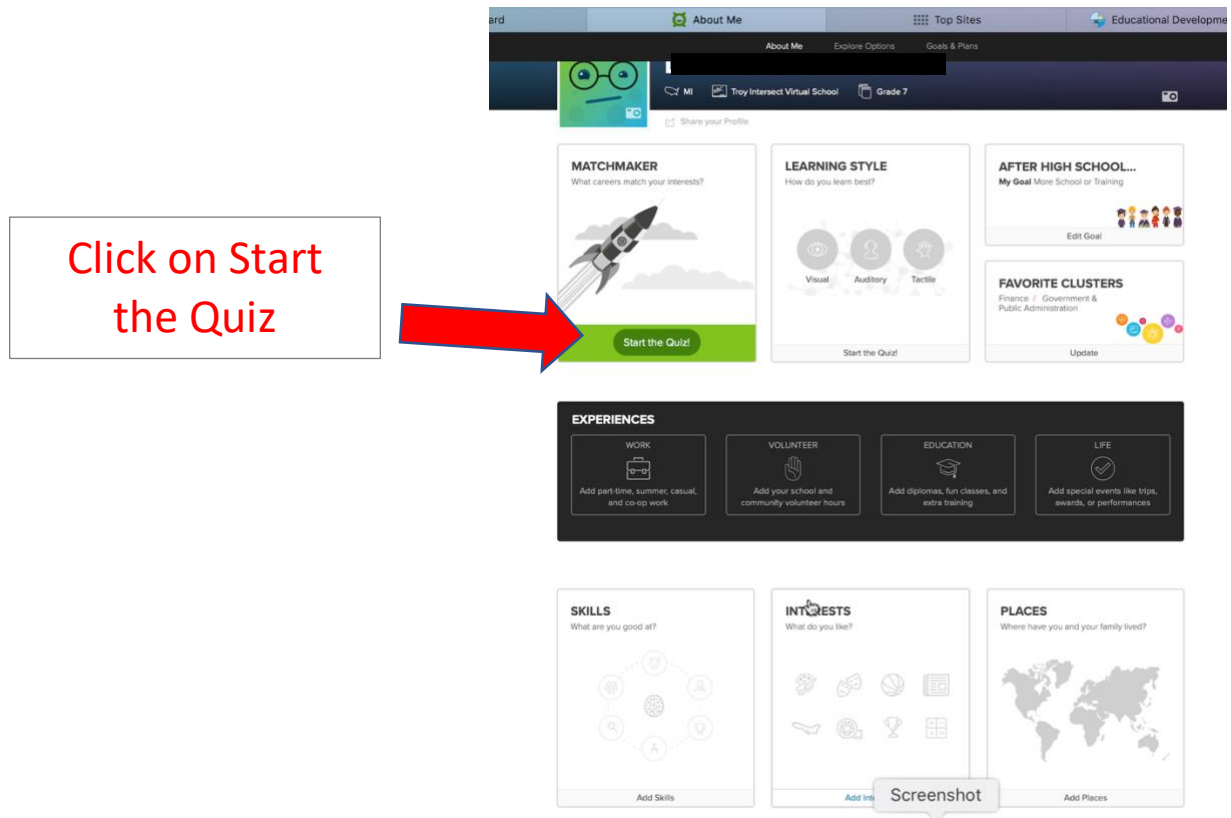 ard
About Me
Top Sites
Educational Developme
About Me Explore Options Goals & Plans
MI Troy Intersect Virtual School Grade 7
Share your Profile
Click on Start
the Quiz
MATCHMAKER
What careers match your interests?
Start the Quiz!
LEARNING STYLE
How do you learn best?
Visual Auditory Tactile
Start the Quiz!
AFTER HIGH SCHOOL...
My Goal More School or Training
Edit Goal
FAVORITE CLUSTERS
Finance / Government &
Public Administration
Update
EXPERIENCES
WORK
Add part-time, summer, casual,
and co-op work
VOLUNTEER
Add your school and
community volunteer hours
EDUCATION
Add diplomas, fun classes, and
extra training
LIFE
Add special events like trips,
awards, or performances
SKILLS
What are you good at?
Add Skills
INTERESTS
What do you like?
Add Inte
Screenshot
PLACES
Where have you and your family lived?
Add Places